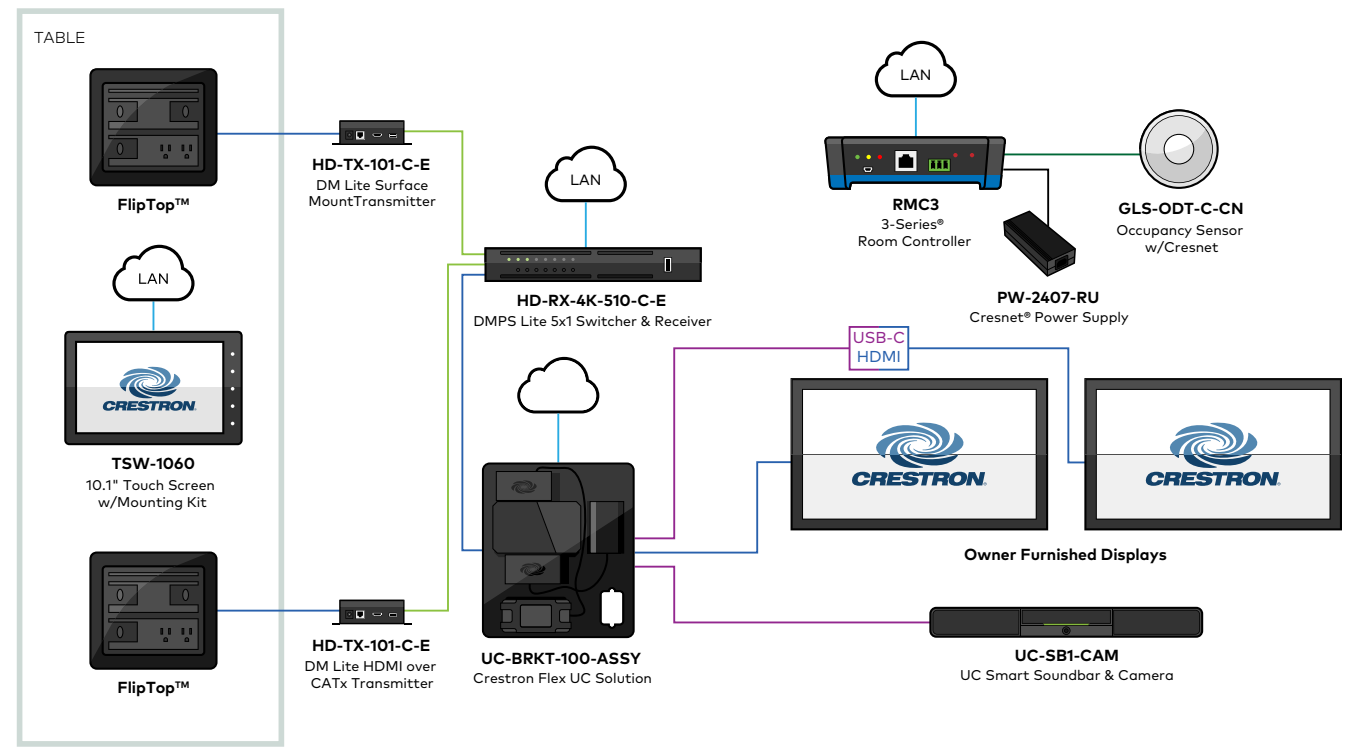 TABLE
FlipTop™
LAN
CRESTRON.
TSW-1060
10.1" Touch Screen
w/Mounting Kit
FlipTop™
HD-TX-101-C-E
DM Lite Surface
MountTransmitter
HD-TX-101-C-E
DM Lite HDMI over
CATx Transmitter
LAN
HD-RX-4K-510-C-E
DMPS Lite 5x1 Switcher & Receiver
UC-BRKT-100-ASSY
Crestron Flex UC Solution
LAN
RMC3
3-Series®
Room Controller
GLS-ODT-C-CN
Occupancy Sensor
w/Cresnet
PW-2407-RU
Cresnet® Power Supply
USB-C
HDMI
CRESTRON.
CRESTRON.
Owner Furnished Displays
UC-SB1-CAM
UC Smart Soundbar & Camera